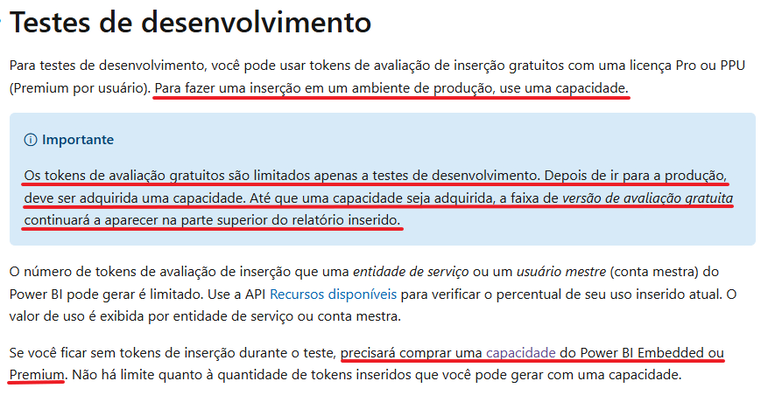 Testes de desenvolvimento
Para testes de desenvolvimento, você pode usar tokens de avaliação de inserção gratuitos com uma licença Pro ou PPU
(Premium por usuário). Para fazer uma inserção em um ambiente de produção, use uma capacidade.
Importante
Os tokens de avaliação gratuitos são limitados apenas a testes de desenvolvimento. Depois de ir para a produção,
deve ser adquirida uma capacidade. Até que uma capacidade seja adquirida, a faixa de versão de avaliação gratuita
continuará a aparecer na parte superior do relatório inserido.
O número de tokens de avaliação de inserção que uma entidade de serviço ou um usuário mestre (conta mestra) do
Power BI pode gerar é limitado. Use a API Recursos disponíveis para verificar o percentual de seu uso inserido atual. O
valor de uso é exibida por entidade de serviço ou conta mestra.
Se você ficar sem tokens de inserção durante o teste, precisará comprar uma capacidade do Power BI Embedded ou
Premium. Não há limite quanto à quantidade de tokens inseridos que você pode gerar com uma capacidade.